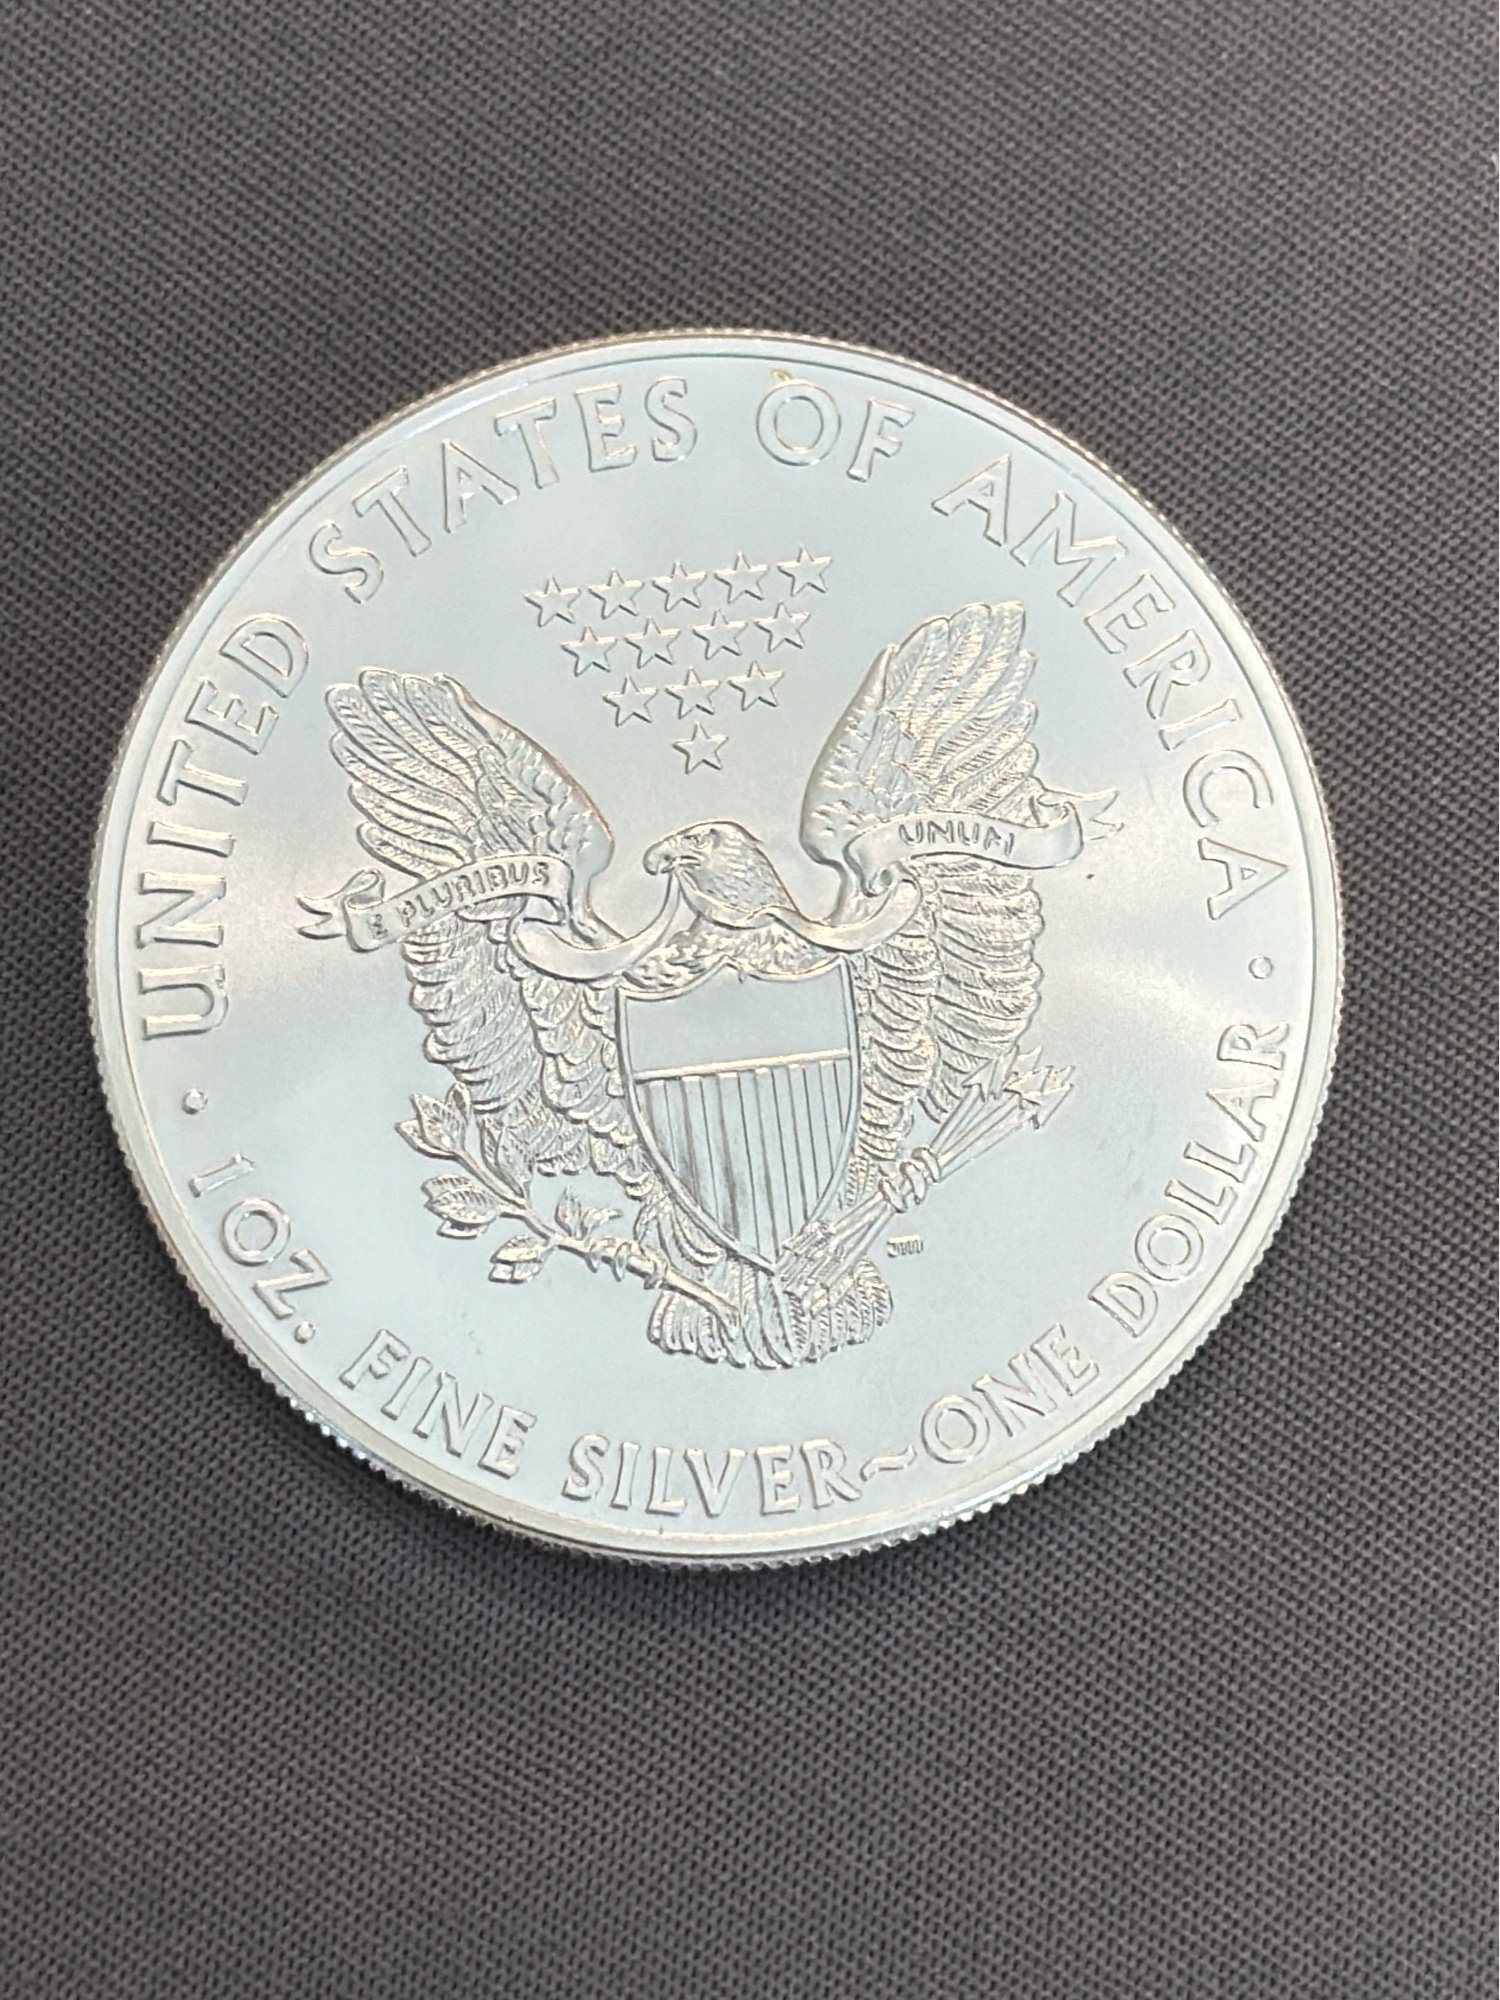 UNITED STATES OF AMERICA
E PLURIBUS UNUM
JM
· 1 OZ. FINE SILVER~ONE DOLLAR ·